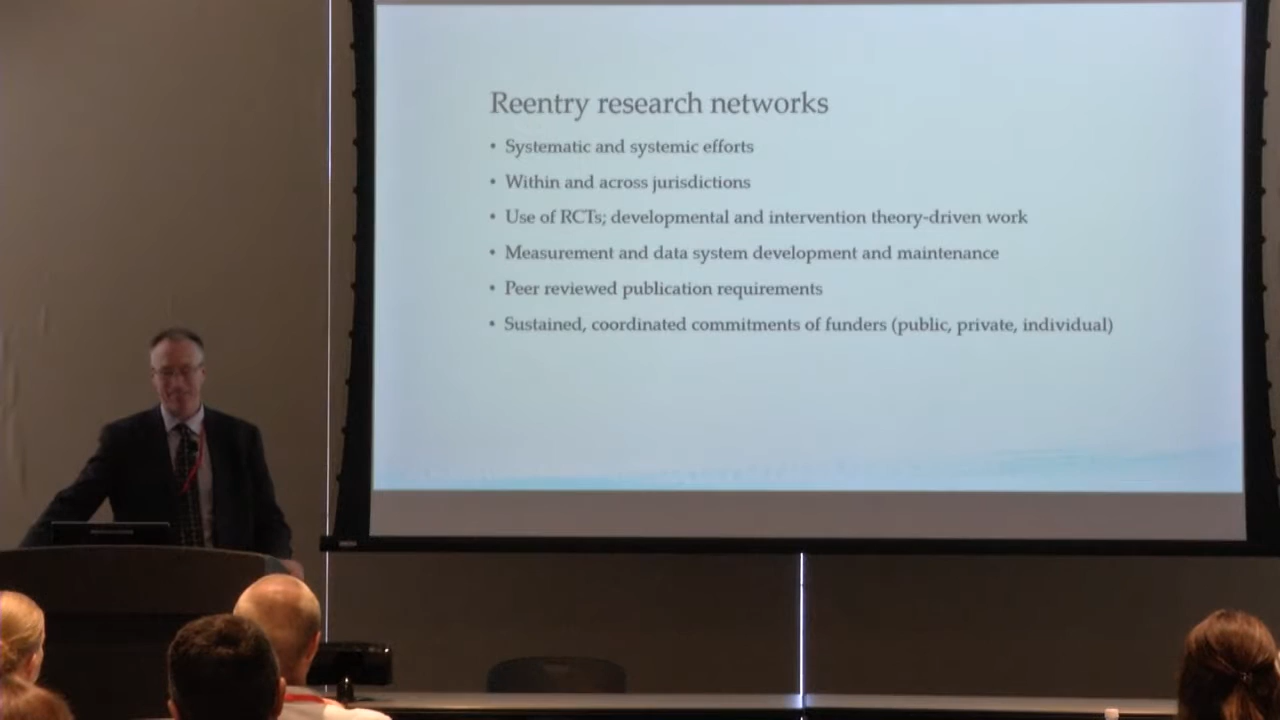 Reentry research networks
• Systematic and systemic efforts
• Within and across jurisdictions
• Use of RCTs; developmental and intervention theory-driven work
• Measurement and data system development and maintenance
• Peer reviewed publication requirements
• Sustained, coordinated commitments of funders (public, private, individual)